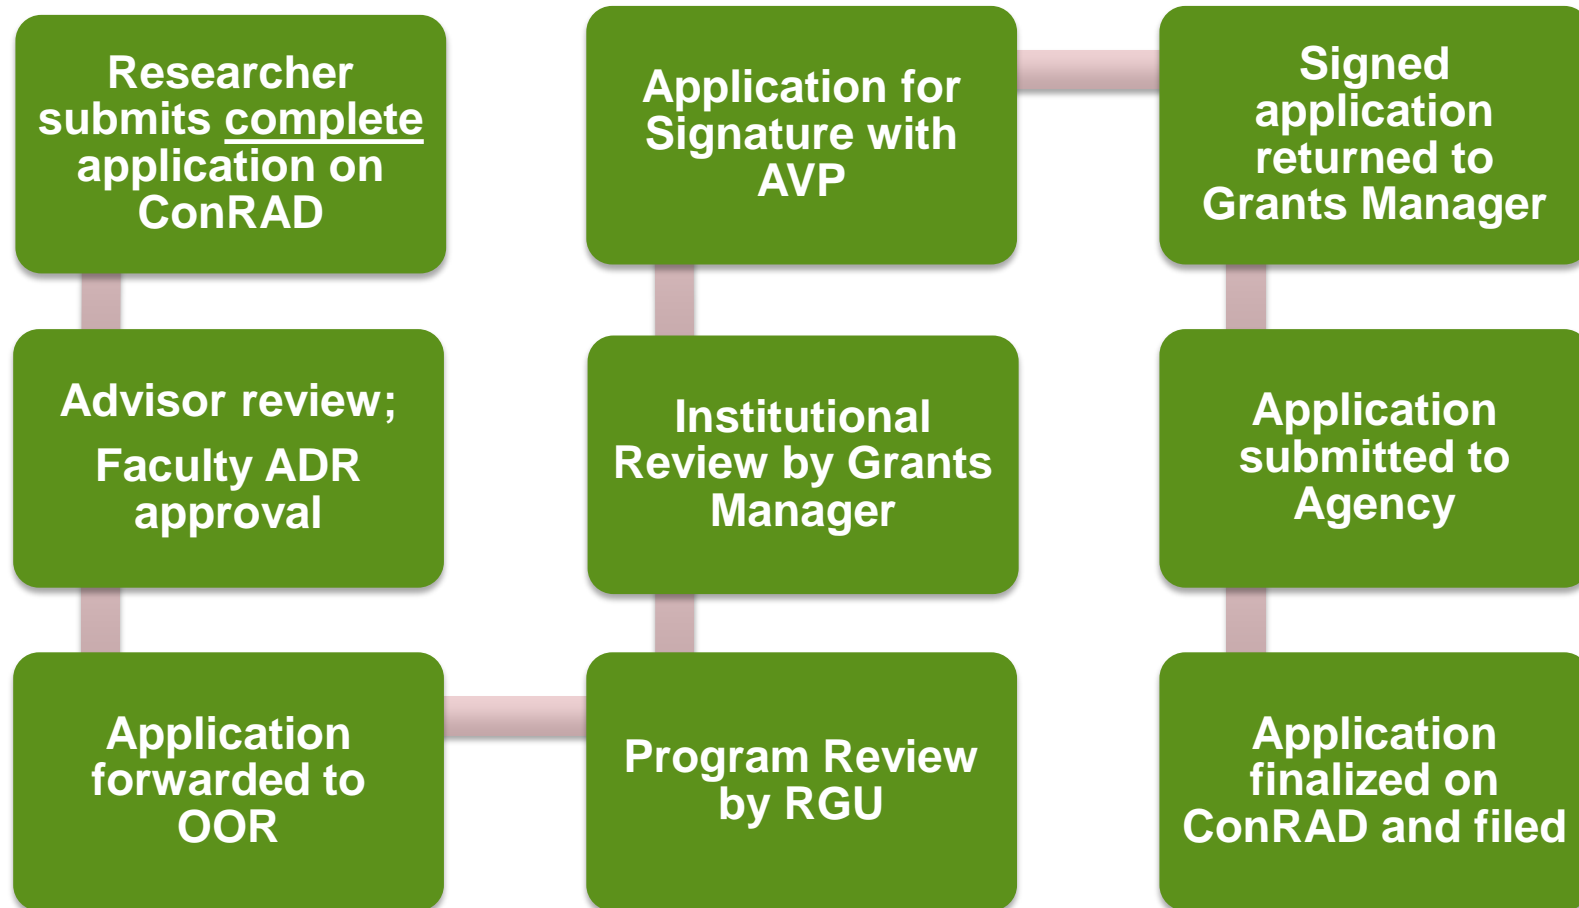 Researcher
submits complete
application on
ConRAD
Advisor review;
Faculty ADR
approval
Application
forwarded to
OOR
Program Review
by RGU
Institutional
Review by Grants
Manager
Application for
Signature with
AVP
Signed
application
returned to
Grants Manager
Application
submitted to
Agency
Application
finalized on
ConRAD and filed